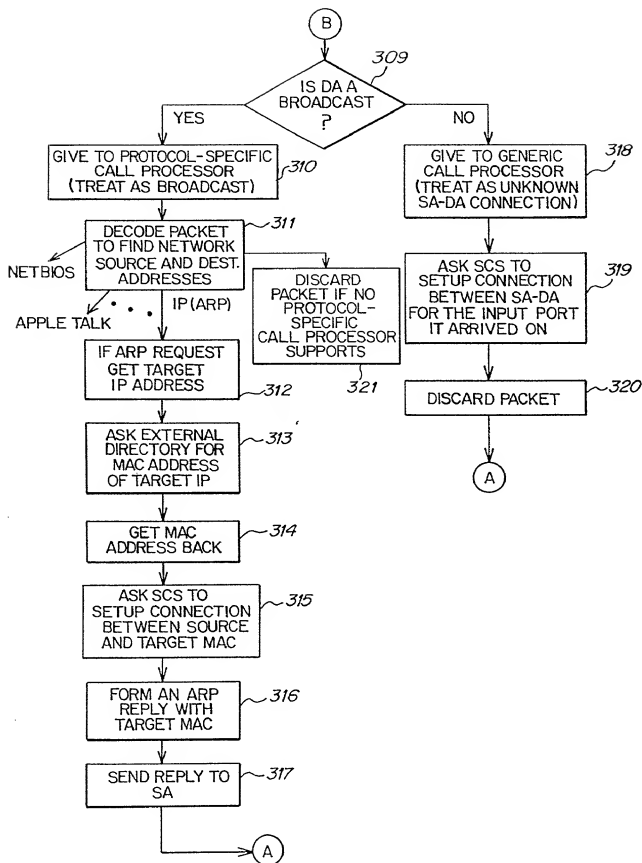 B
309
IS DA A
BROADCAST
?
YES
NO
GIVE TO PROTOCOL-SPECIFIC
CALL PROCESSOR
(TREAT AS BROADCAST)
310
GIVE TO GENERIC
CALL PROCESSOR
(TREAT AS UNKNOWN
SA-DA CONNECTION)
318
DECODE PACKET
TO FIND NETWORK
SOURCE AND DEST.
ADDRESSES
311
NETBIOS
APPLE TALK
• • •
IP (ARP)
DISCARD
PACKET IF NO
PROTOCOL-
SPECIFIC
CALL PROCESSOR
SUPPORTS
321
ASK SCS TO
SETUP CONNECTION
BETWEEN SA-DA
FOR THE INPUT PORT
IT ARRIVED ON
319
IF ARP REQUEST
GET TARGET
IP ADDRESS
312
DISCARD PACKET
320
A
ASK EXTERNAL
DIRECTORY FOR
MAC ADDRESS
OF TARGET IP
313
GET MAC
ADDRESS BACK
314
ASK SCS TO
SETUP CONNECTION
BETWEEN SOURCE
AND TARGET MAC
315
FORM AN ARP
REPLY WITH
TARGET MAC
316
SEND REPLY TO
SA
317
A